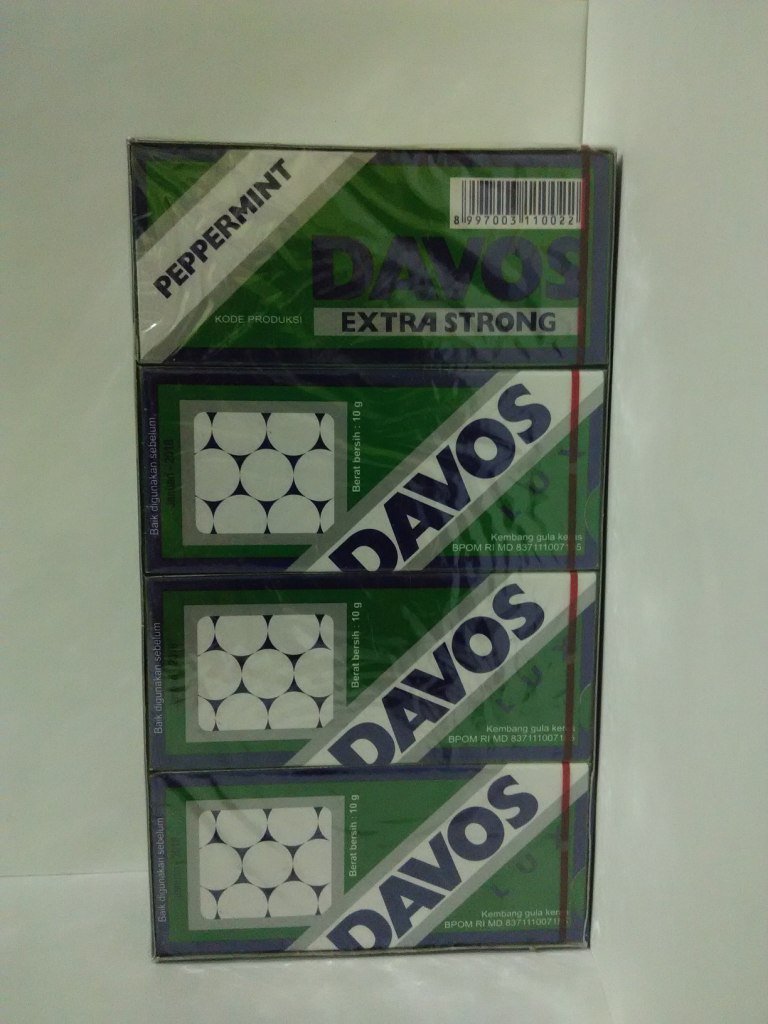 PEPPERMINT
8 997003 110022
DAVOS
KODE PRODUKSI
EXTRA STRONG
Baik digunakan sebelum
Berat bersih : 10 g
DAVOS
Kembang gula keras
BPOM RI MD
Baik digunakan sebelum
Berat bersih : 10 g
DAVOS
Kembang gula
BPOM RI MD
Baik digunakan sebelum
Berat bersih : 10 g
DAVOS
Kembang gula
BPOM RI MD